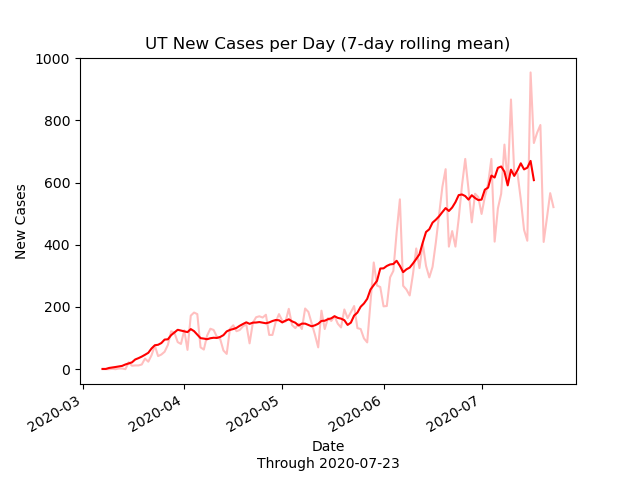 UT New Cases per Day (7-day rolling mean)
1000
800
600
400
200
0
New Cases
2020-03
2020-04
2020-05
2020-06
2020-07
Date
Through 2020-07-23